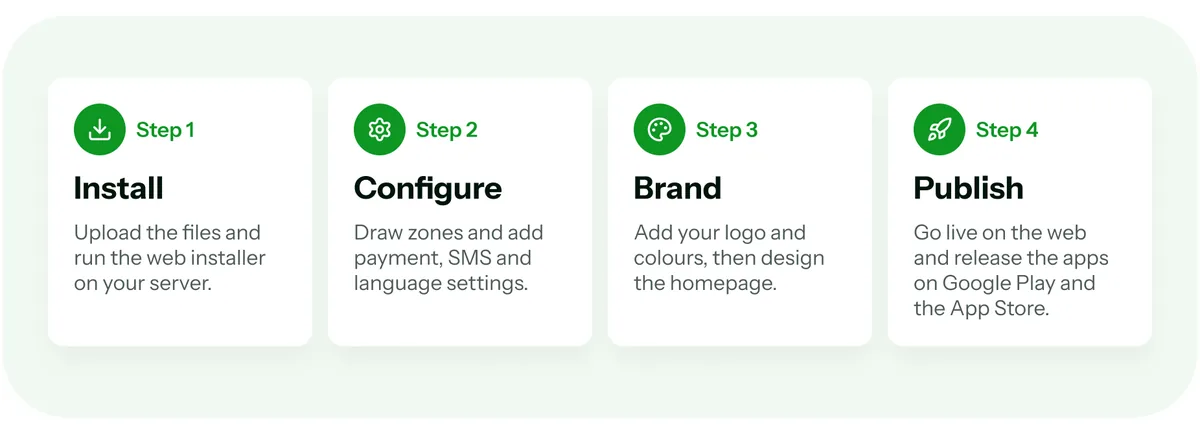 Step 1
Install
Upload the files and
run the web installer
on your server.
Step 2
Configure
Draw zones and add
payment, SMS and
language settings.
Step 3
Brand
Add your logo and
colours, then design
the homepage.
Step 4
Publish
Go live on the web
and release the apps
on Google Play and
the App Store.